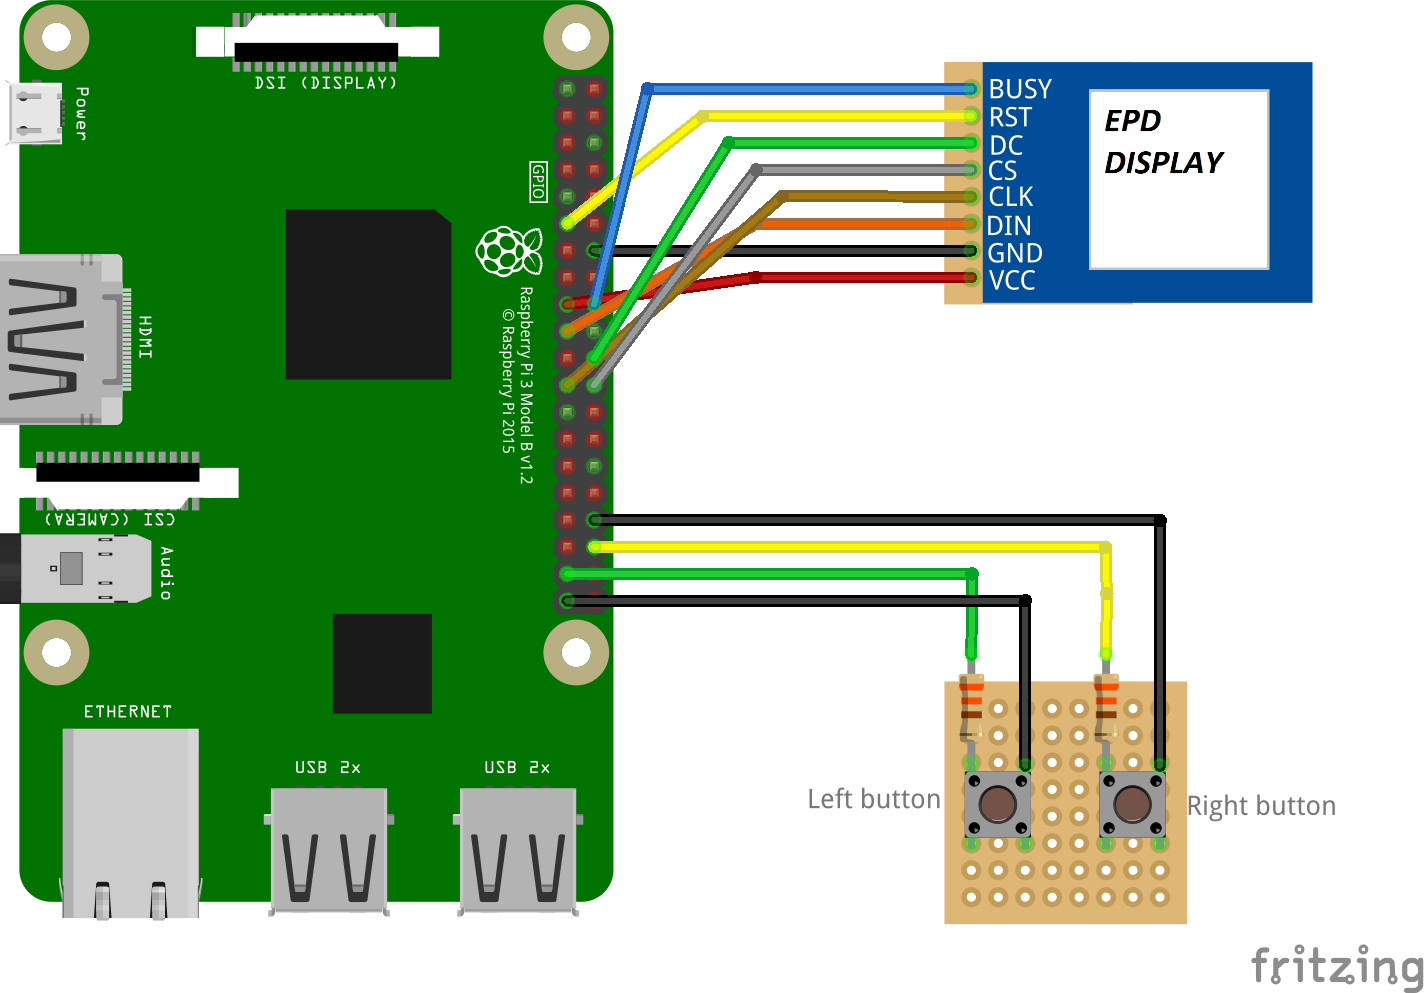 DSI (DISPLAY)
Power
GPIO
HDMI
Raspberry Pi 3 Model B v1.2
© Raspberry Pi 2015
CSI (CAMERA)
Audio
ETHERNET
USB 2x
USB 2x
BUSY
RST
DC
CS
CLK
DIN
GND
VCC
EPD
DISPLAY
Left button
Right button
fritzing